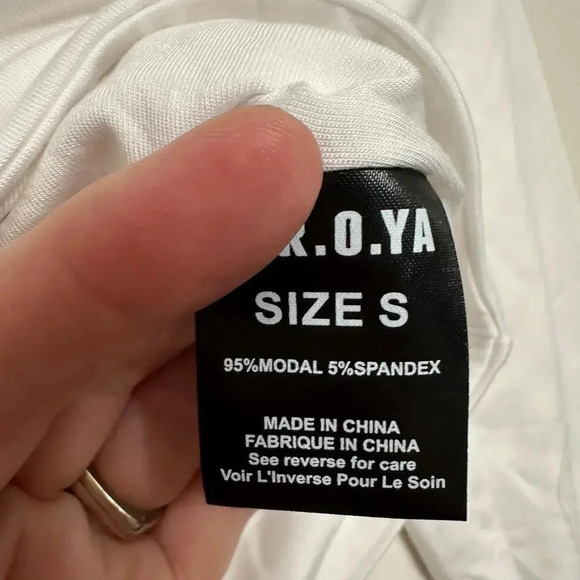 R.O.YA
SIZE S
95%MODAL 5%SPANDEX
MADE IN CHINA
FABRIQUE IN CHINA
See reverse for care
Voir L'Inverse Pour Le Soin